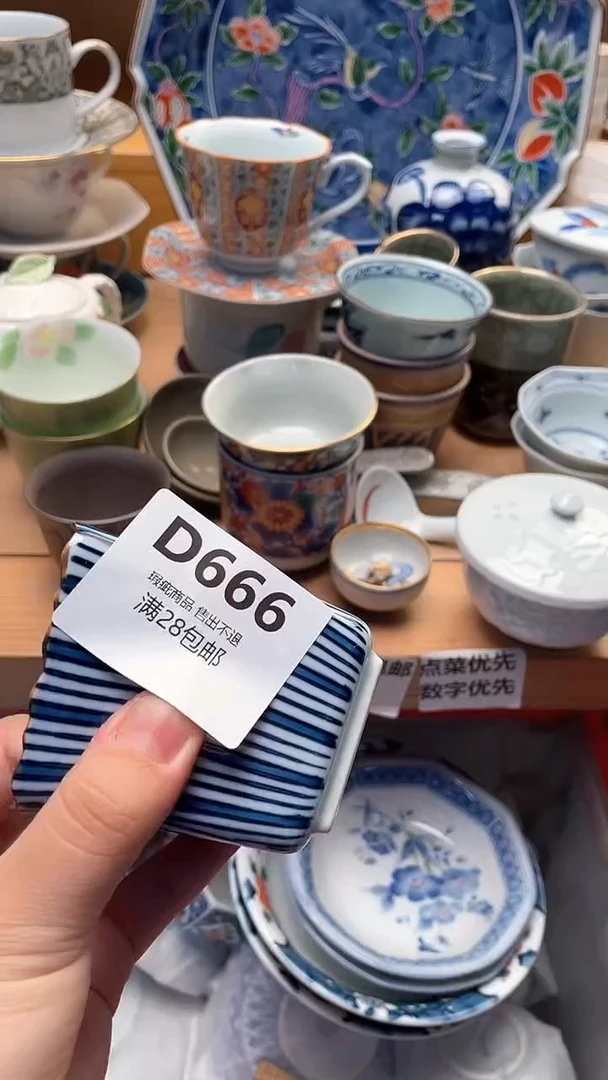 D666
瑕疵商品 售出不退
满28包邮
邮 点菜优先
数字优先